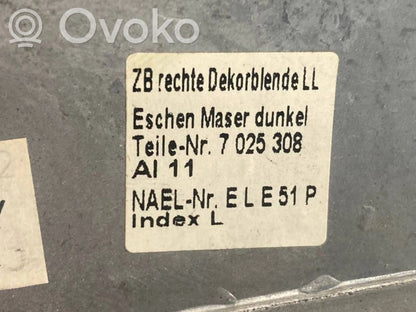 Ovoko
ZB rechte Dekorblende LL
Eschen Maser dunkel
Teile-Nr. 7 025 308
AI 11
NAEL-Nr. E L E 51 P
Index L